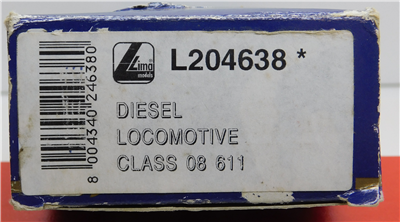 Lima
models
L204638 *
DIESEL
LOCOMOTIVE
CLASS 08 611
8 004340 246380